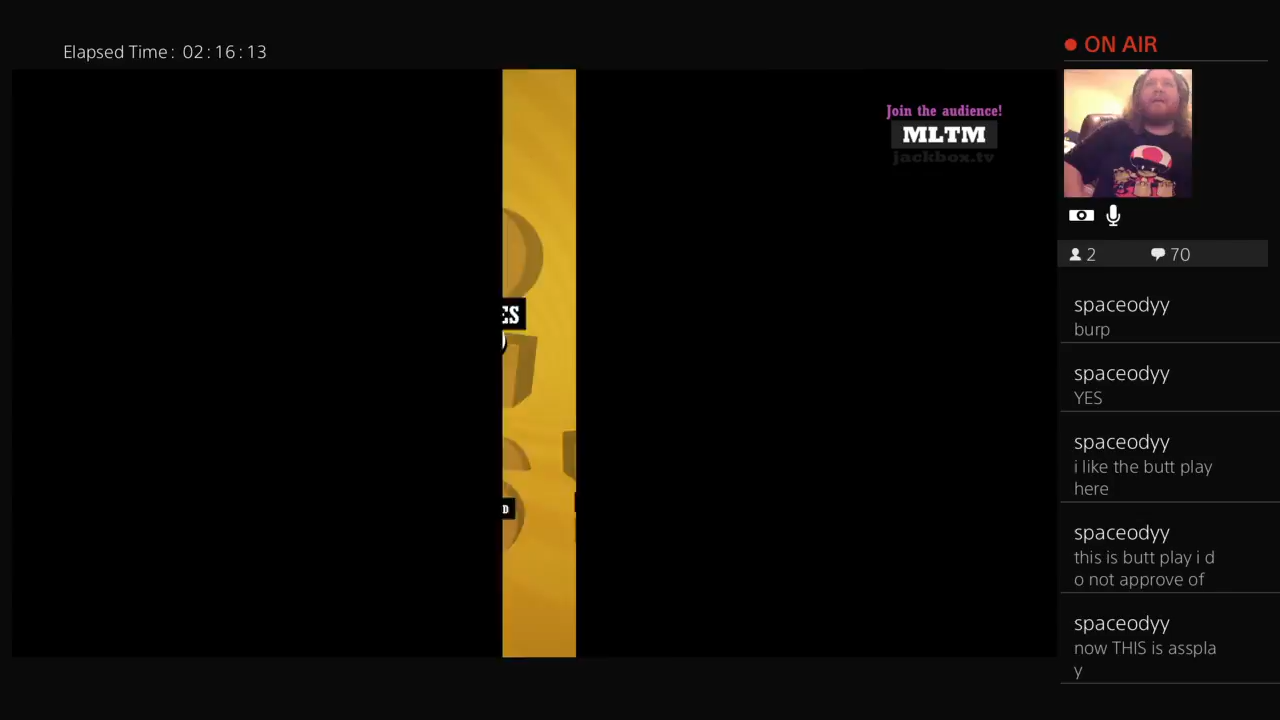 Elapsed Time: 02:16:13
ON AIR
Join the audience!
MLTM
jackbox.tv
ES
D
2
70
spaceodyy
burp
spaceodyy
YES
spaceodyy
i like the butt play
here
spaceodyy
this is butt play i d
o not approve of
spaceodyy
now THIS is asspla
y